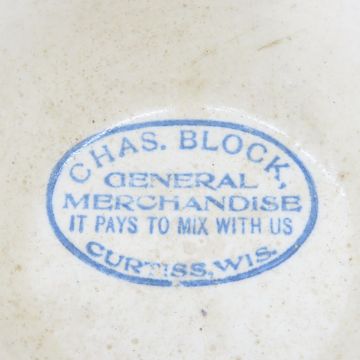 CHAS. BLOCK,
GENERAL
MERCHANDISE
IT PAYS TO MIX WITH US
CURTISS, WIS.